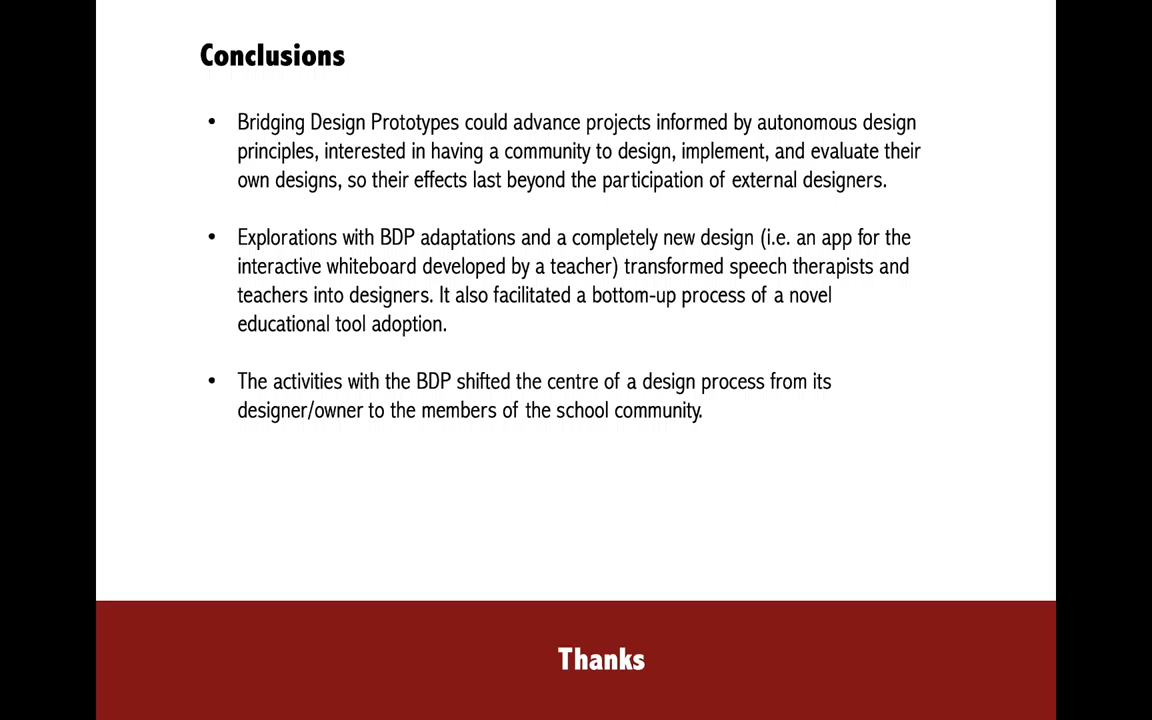 Conclusions
• Bridging Design Prototypes could advance projects informed by autonomous design
principles, interested in having a community to design, implement, and evaluate their
own designs, so their effects last beyond the participation of external designers.
• Explorations with BDP adaptations and a completely new design (i.e. an app for the
interactive whiteboard developed by a teacher) transformed speech therapists and
teachers into designers. It also facilitated a bottom-up process of a novel
educational tool adoption.
• The activities with the BDP shifted the centre of a design process from its
designer/owner to the members of the school community.
Thanks